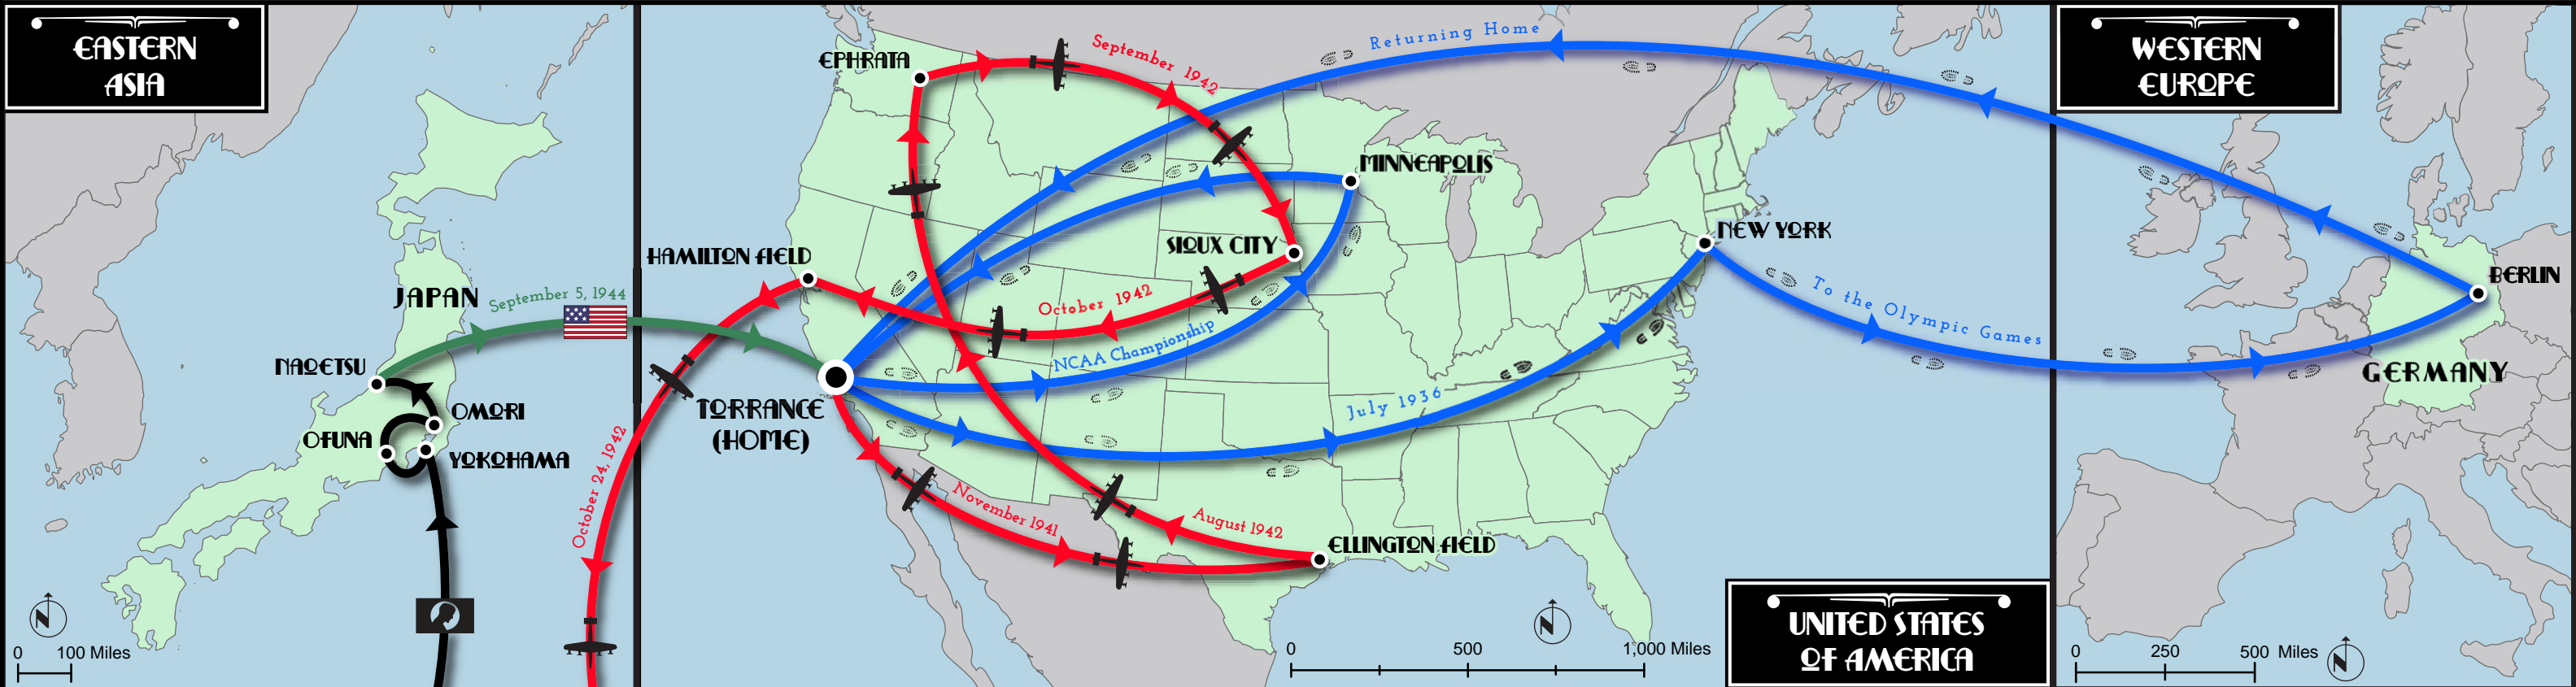 EASTERN
ASIA
JAPAN
September 5, 1944
NAOETSU
OMORI
OFUNA
YOKOHAMA
N
0 100 Miles
October 24, 1942
EPHRATA
September 1942
Returning Home
MINNEAPOLIS
HAMILTON FIELD
SIOUX CITY
October 1942
NCAA Championship
NEW YORK
To the Olympic Games
TORRANCE
(HOME)
July 1936
November 1941
August 1942
ELLINGTON FIELD
N
0 500 1,000 Miles
UNITED STATES
OF AMERICA
WESTERN
EUROPE
BERLIN
GERMANY
0 250 500 Miles
N